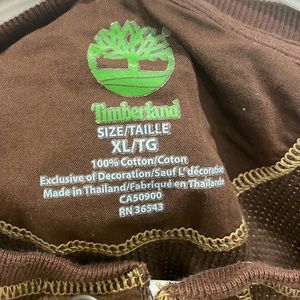 Timberland
SIZE/TAILLE
XL/TG
100% Cotton/Coton
Exclusive of Decoration/Sauf L'décoration
Made in Thailand/Fabriqué en Thaïlande
CA50900
RN 36543